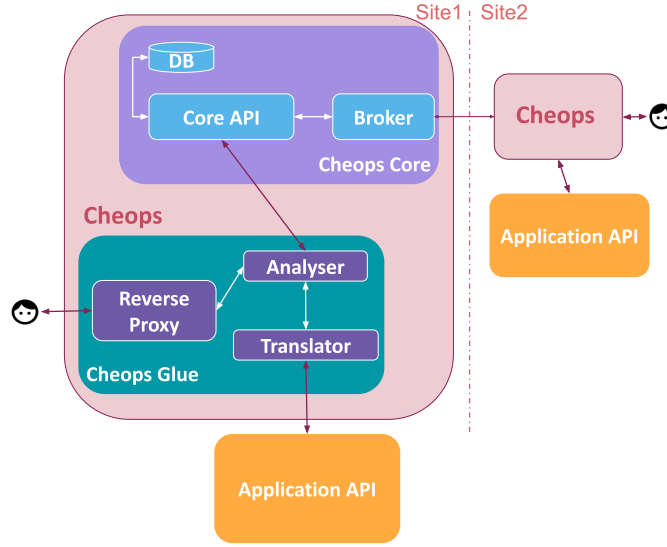 Site1
Site2
DB
Core API
Broker
Cheops Core
Cheops
Cheops
Application API
Analyser
Reverse
Proxy
Translator
Cheops Glue
Application API